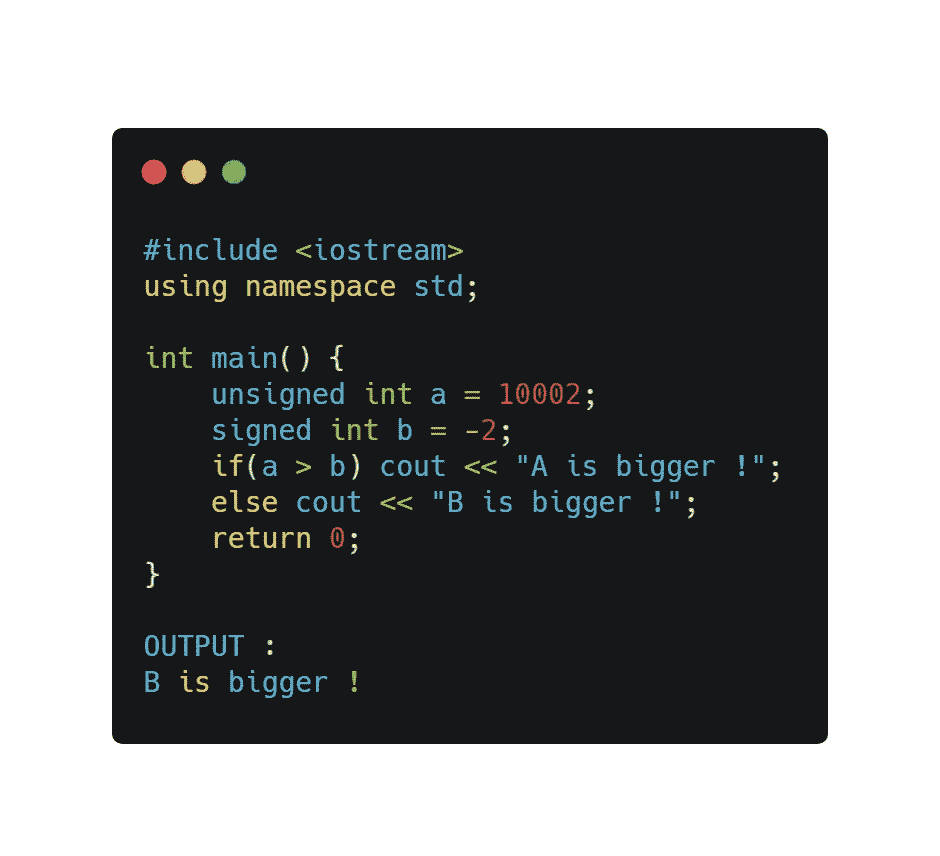 #include <iostream>
using namespace std;
int main() {
    unsigned int a = 10002;
    signed int b = -2;
    if(a > b) cout << "A is bigger !";
    else cout << "B is bigger !";
    return 0;
}
OUTPUT :
B is bigger !